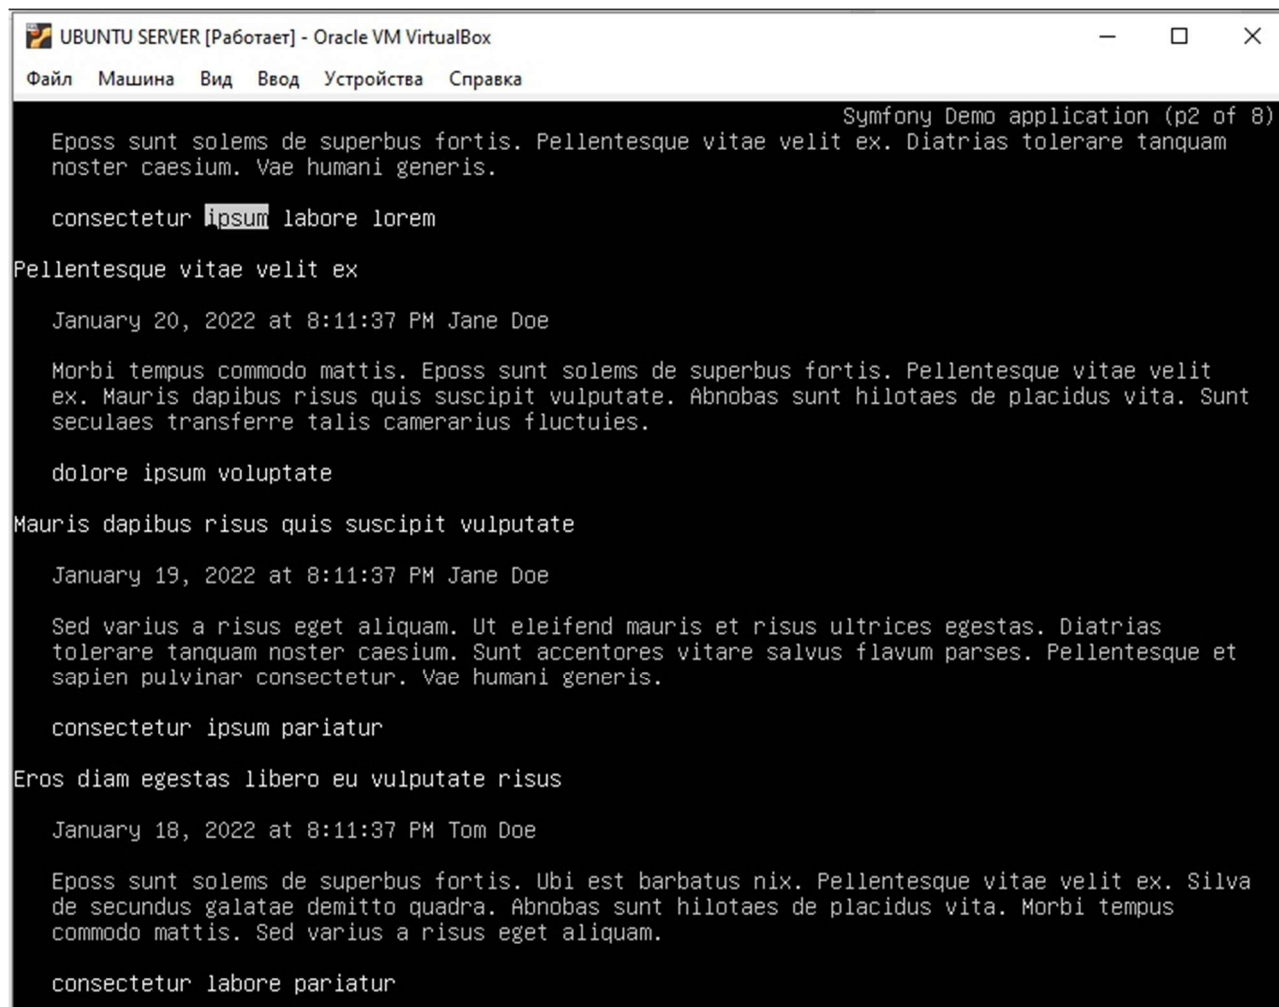 UBUNTU SERVER [Работает] - Oracle VM VirtualBox
Файл Машина Вид Ввод Устройства Справка
Symfony Demo application (p2 of 8)
Eposs sunt solems de superbus fortis. Pellentesque vitae velit ex. Diatrias tolerare tanquam
noster caesium. Vae humani generis.
consectetur ipsum labore lorem
Pellentesque vitae velit ex
January 20, 2022 at 8:11:37 PM Jane Doe
Morbi tempus commodo mattis. Eposs sunt solems de superbus fortis. Pellentesque vitae velit
ex. Mauris dapibus risus quis suscipit vulputate. Abnobas sunt hilotaes de placidus vita. Sunt
seculaes transferre talis camerarius fluctuies.
dolore ipsum voluptate
Mauris dapibus risus quis suscipit vulputate
January 19, 2022 at 8:11:37 PM Jane Doe
Sed varius a risus eget aliquam. Ut eleifend mauris et risus ultrices egestas. Diatrias
tolerare tanquam noster caesium. Sunt accentores vitare salvus flavum parses. Pellentesque et
sapien pulvinar consectetur. Vae humani generis.
consectetur ipsum pariatur
Eros diam egestas libero eu vulputate risus
January 18, 2022 at 8:11:37 PM Tom Doe
Eposs sunt solems de superbus fortis. Ubi est barbatus nix. Pellentesque vitae velit ex. Silva
de secundus galatae demitto quadra. Abnobas sunt hilotaes de placidus vita. Morbi tempus
commodo mattis. Sed varius a risus eget aliquam.
consectetur labore pariatur